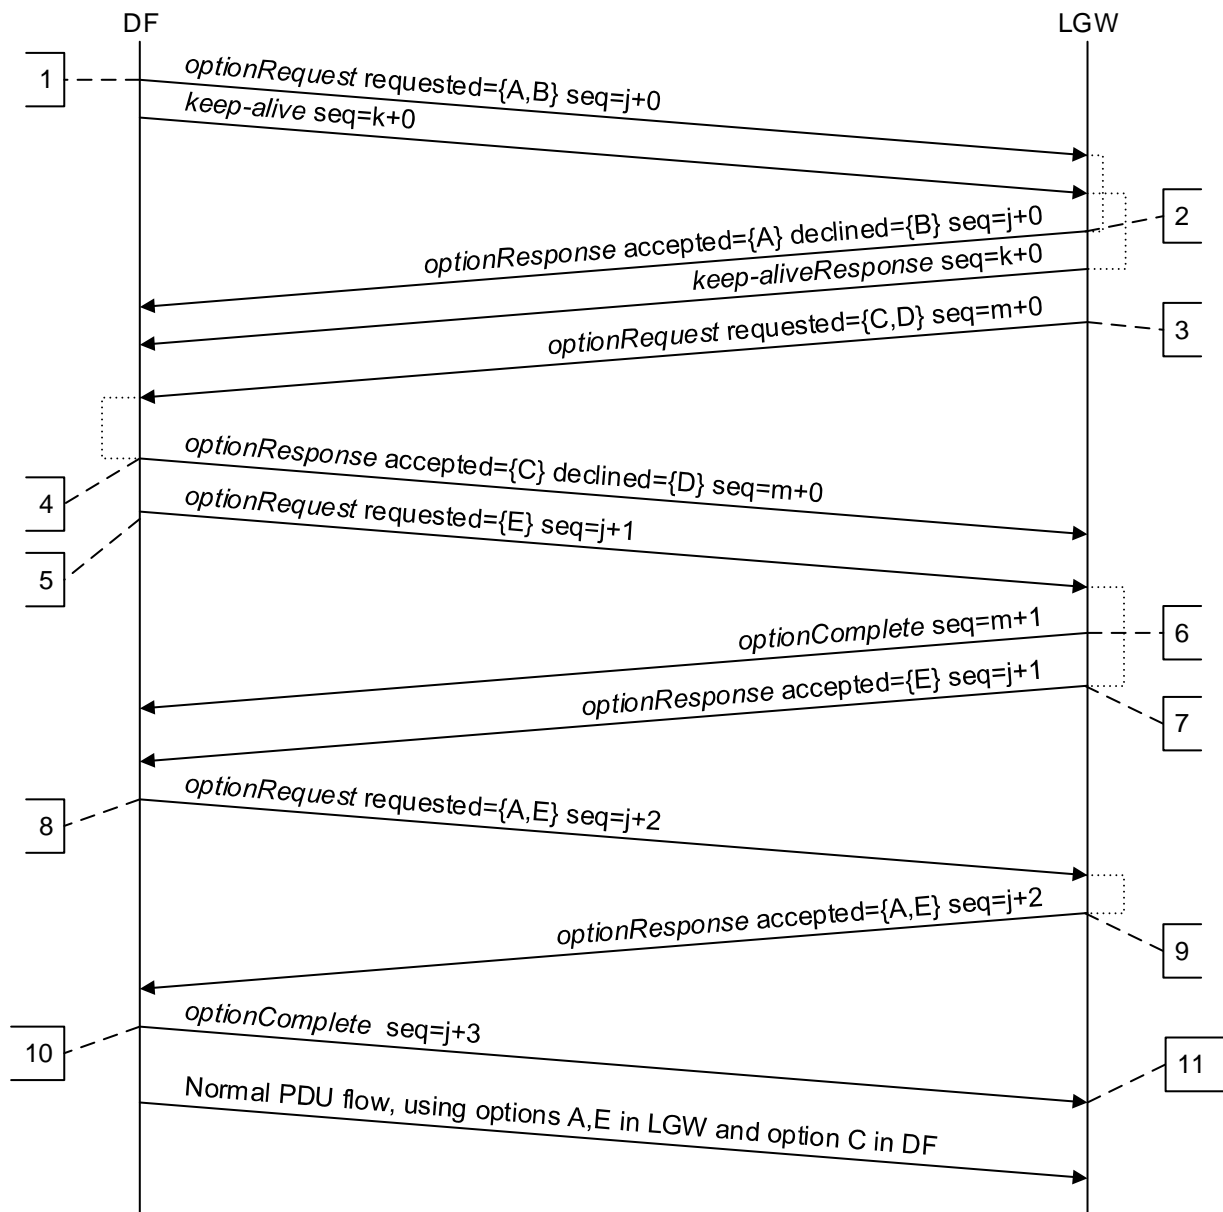 DF
LGW
1
optionRequest requested={A,B} seq=j+0
keep-alive seq=k+0
2
optionResponse accepted={A} declined={B} seq=j+0
keep-aliveResponse seq=k+0
optionRequest requested={C,D} seq=m+0
3
optionResponse accepted={C} declined={D} seq=m+0
4
optionRequest requested={E} seq=j+1
5
optionComplete seq=m+1
6
optionResponse accepted={E} seq=j+1
7
optionRequest requested={A,E} seq=j+2
8
optionResponse accepted={A,E} seq=j+2
9
optionComplete seq=j+3
10
11
Normal PDU flow, using options A,E in LGW and option C in DF